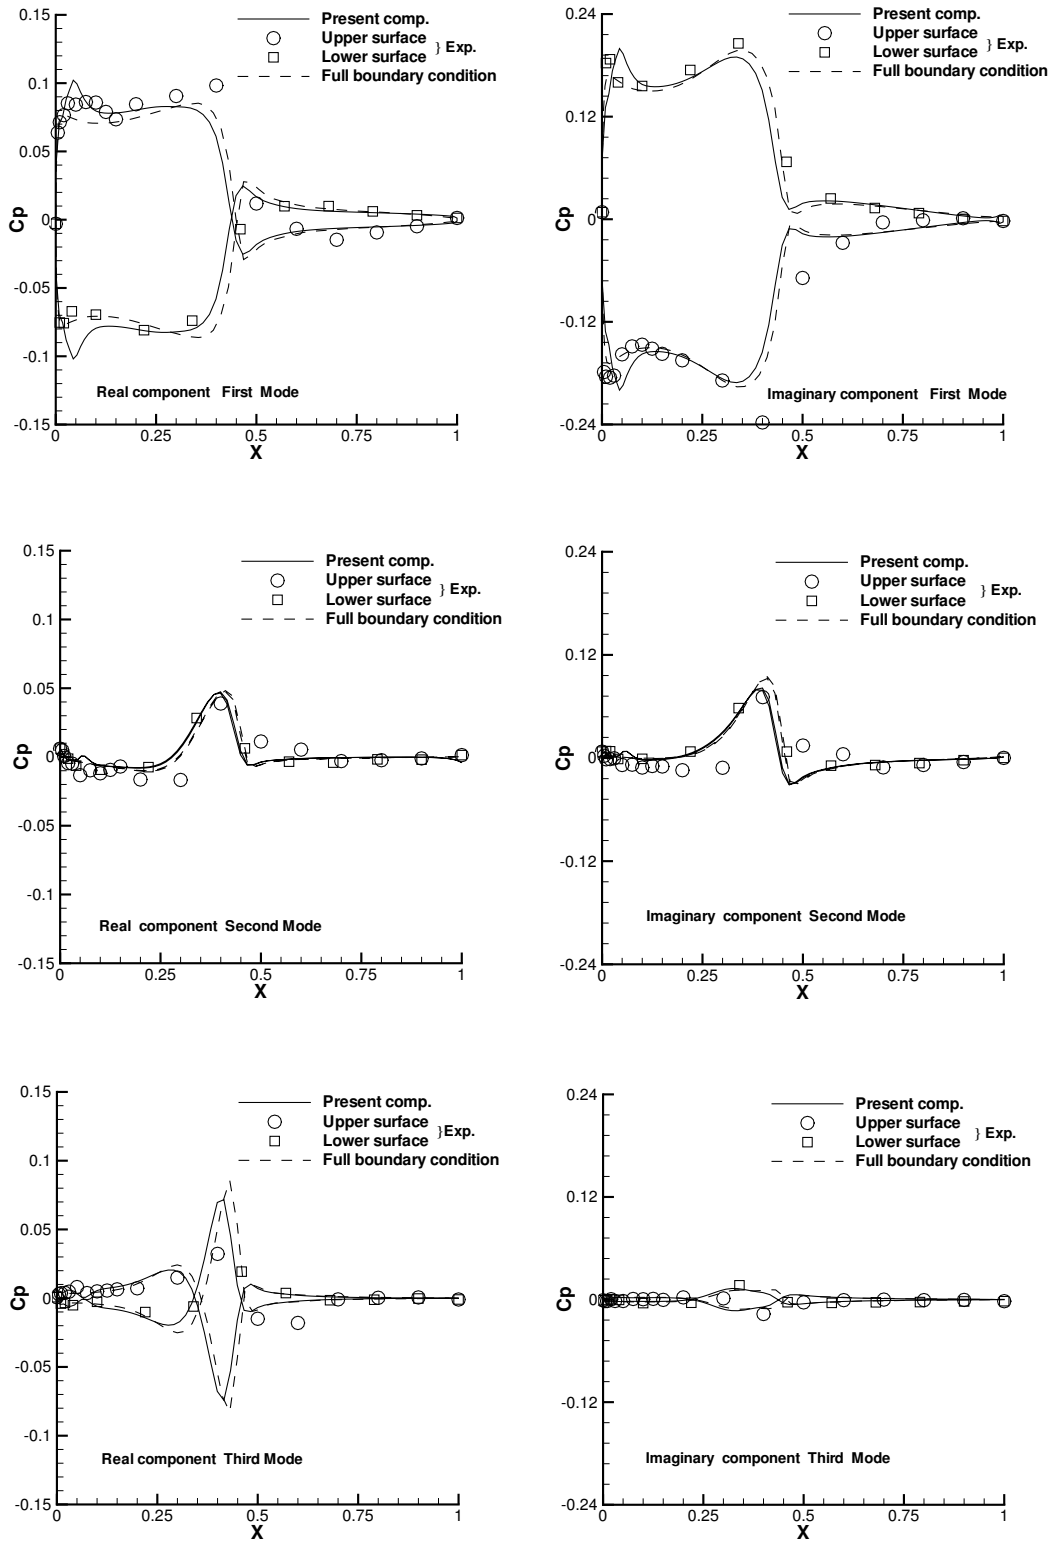 0.15
0.1
0.05
0
-0.05
-0.1
-0.15
Cp
Present comp.
Upper surface
Lower surface
} Exp.
Full boundary condition
Real component First Mode
0 0.25 0.5 0.75 1
X
0.24
0.12
0
-0.12
-0.24
Cp
Present comp.
Upper surface
Lower surface
} Exp.
Full boundary condition
Imaginary component First Mode
0 0.25 0.5 0.75 1
X
0.15
0.1
0.05
0
-0.05
-0.1
-0.15
Cp
Present comp.
Upper surface
Lower surface
} Exp.
Full boundary condition
Real component Second Mode
0 0.25 0.5 0.75 1
X
0.24
0.12
0
-0.12
-0.24
Cp
Present comp.
Upper surface
Lower surface
} Exp.
Full boundary condition
Imaginary component Second Mode
0 0.25 0.5 0.75 1
X
0.15
0.1
0.05
0
-0.05
-0.1
-0.15
Cp
Present comp.
Upper surface
Lower surface
}Exp.
Full boundary condition
Real component Third Mode
0 0.25 0.5 0.75 1
X
0.24
0.12
0
-0.12
-0.24
Cp
Present comp.
Upper surface
Lower surface
} Exp.
Full boundary condition
Imaginary component Third Mode
0 0.25 0.5 0.75 1
X